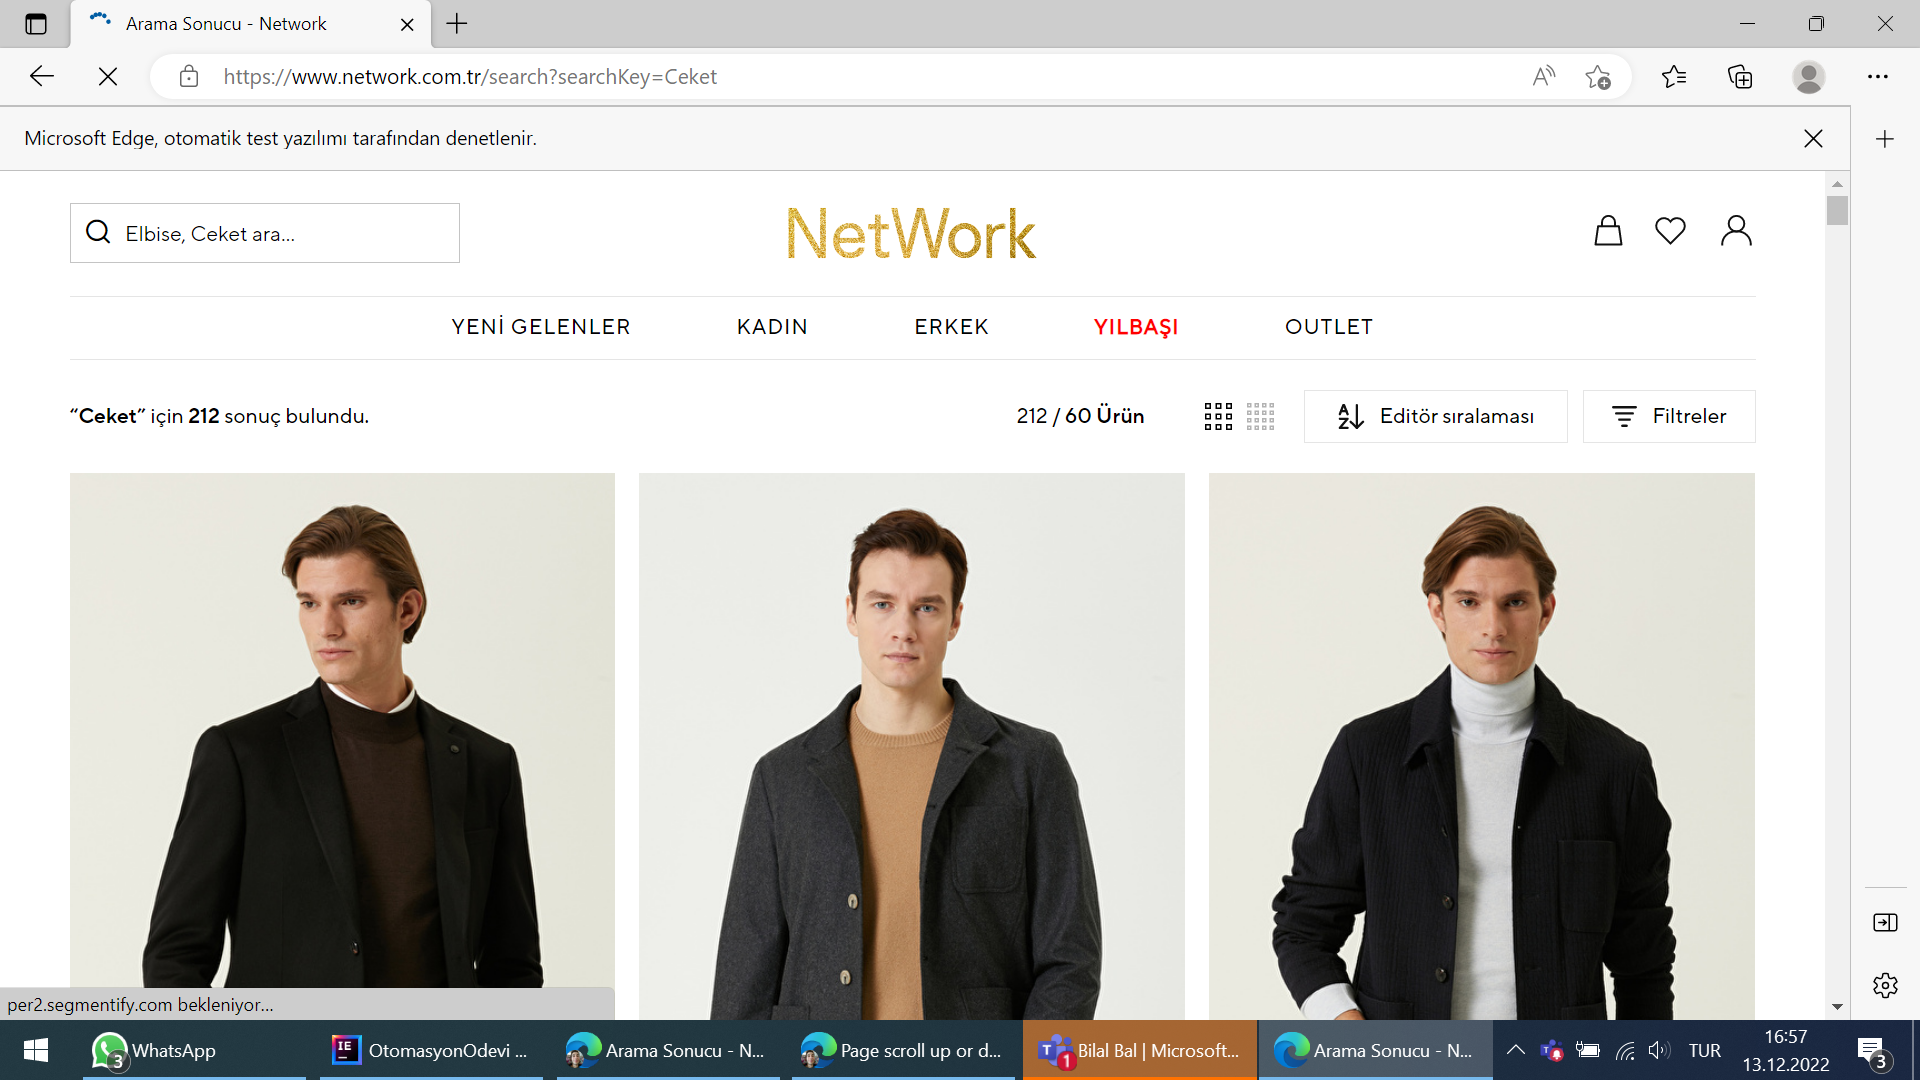 Arama Sonucu - Network
https://www.network.com.tr/search?searchKey=Ceket
Microsoft Edge, otomatik test yazılımı tarafından denetlenir.
Elbise, Ceket ara...
NetWork
YENİ GELENLER KADIN ERKEK YILBAŞI OUTLET
“Ceket” için 212 sonuç bulundu. 212 / 60 Ürün Editör sıralaması Filtreler
per2.segmentify.com bekleniyor...
3 WhatsApp OtomasyonOdevi ... Arama Sonucu - N... Page scroll up or d... 1 Bilal Bal | Microsoft... Arama Sonucu - N... TUR 16:57
13.12.2022 3